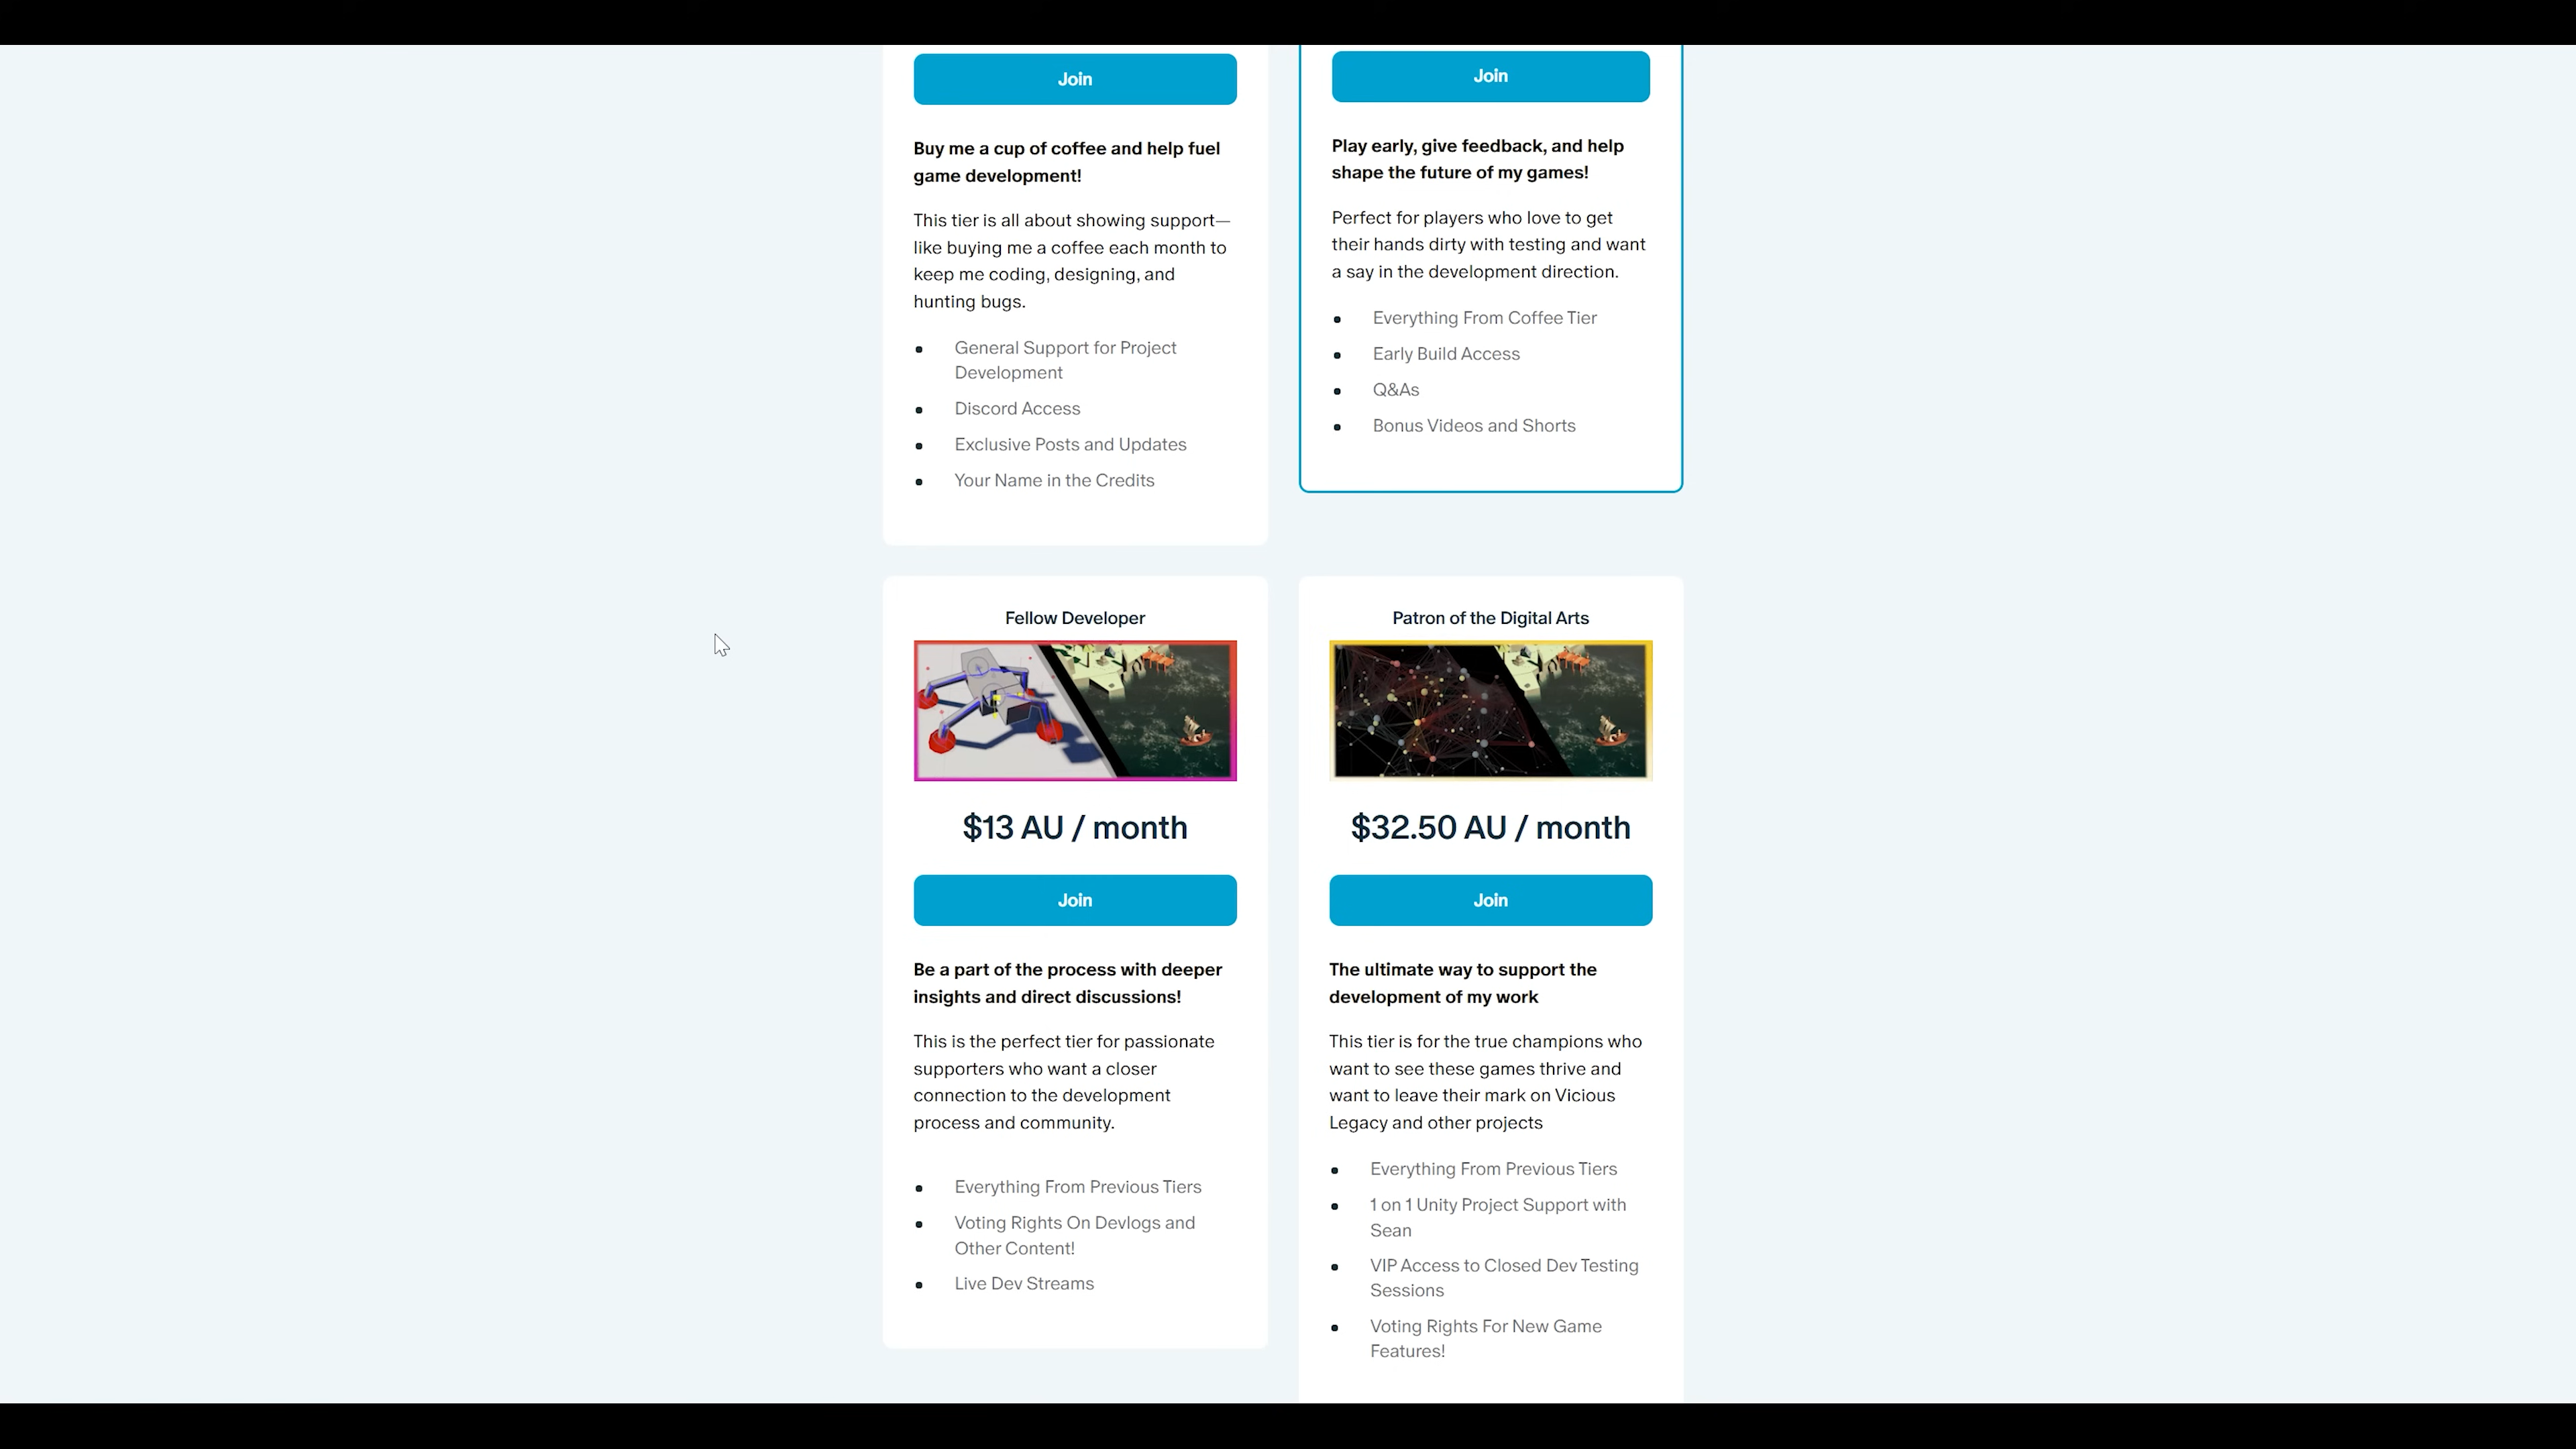 Join
Buy me a cup of coffee and help fuel
game development!
This tier is all about showing support—
like buying me a coffee each month to
keep me coding, designing, and
hunting bugs.
General Support for Project
Development
Discord Access
Exclusive Posts and Updates
Your Name in the Credits
Join
Play early, give feedback, and help
shape the future of my games!
Perfect for players who love to get
their hands dirty with testing and want
a say in the development direction.
Everything From Coffee Tier
Early Build Access
Q&As
Bonus Videos and Shorts
Fellow Developer
$13 AU / month
Join
Be a part of the process with deeper
insights and direct discussions!
This is the perfect tier for passionate
supporters who want a closer
connection to the development
process and community.
Everything From Previous Tiers
Voting Rights On Devlogs and
Other Content!
Live Dev Streams
Patron of the Digital Arts
$32.50 AU / month
Join
The ultimate way to support the
development of my work
This tier is for the true champions who
want to see these games thrive and
want to leave their mark on Vicious
Legacy and other projects
Everything From Previous Tiers
1 on 1 Unity Project Support with
Sean
VIP Access to Closed Dev Testing
Sessions
Voting Rights For New Game
Features!